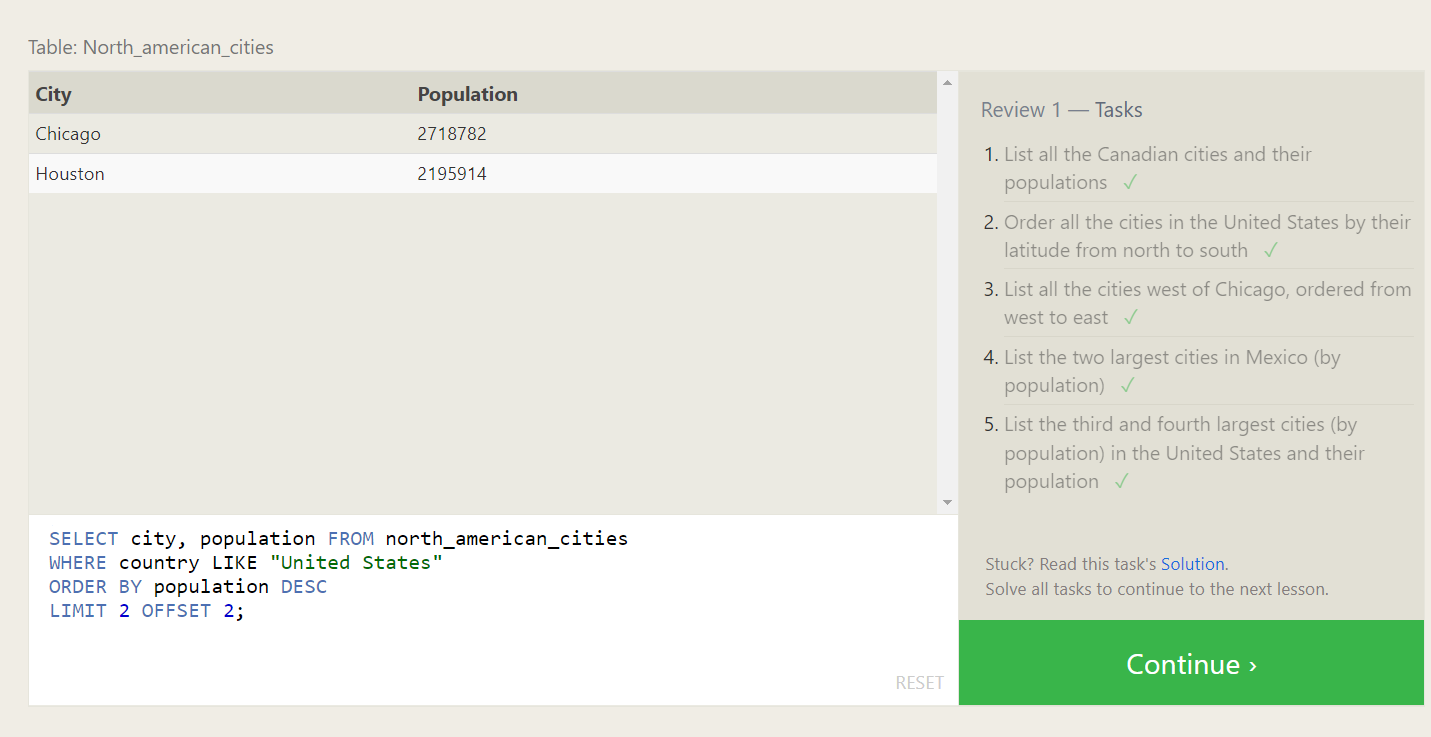 Table: North_american_cities
City Population
Chicago 2718782
Houston 2195914
SELECT city, population FROM north_american_cities
WHERE country LIKE "United States"
ORDER BY population DESC
LIMIT 2 OFFSET 2;
RESET
Review 1 — Tasks
1. List all the Canadian cities and their
populations ✓
2. Order all the cities in the United States by their
latitude from north to south ✓
3. List all the cities west of Chicago, ordered from
west to east ✓
4. List the two largest cities in Mexico (by
population) ✓
5. List the third and fourth largest cities (by
population) in the United States and their
population ✓
Stuck? Read this task's Solution.
Solve all tasks to continue to the next lesson.
Continue ›